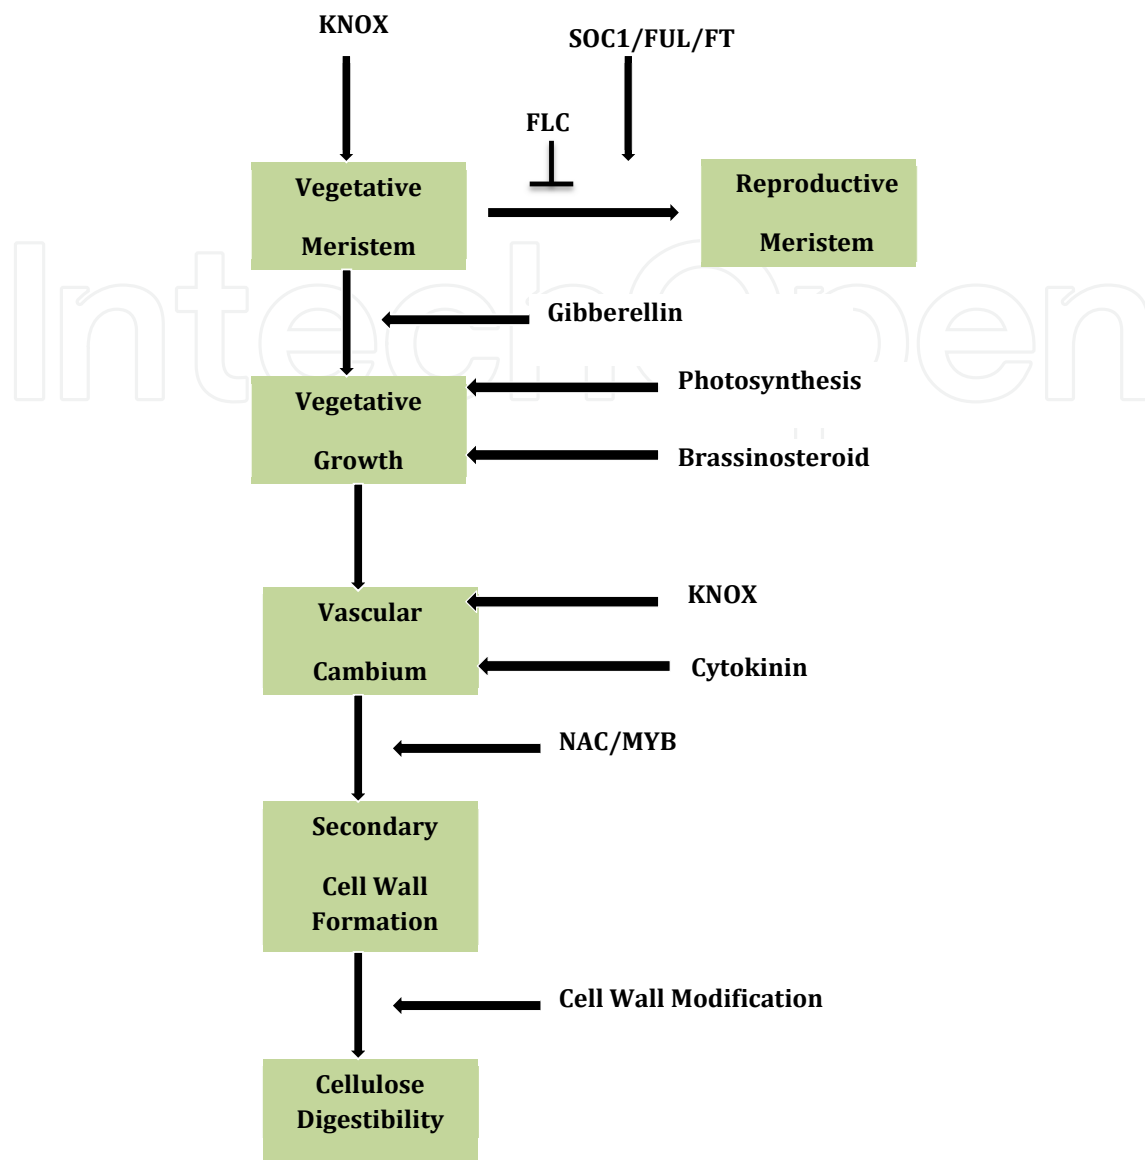 KNOX
SOC1/FUL/FT
FLC
Vegetative
Meristem
Reproductive
Meristem
Gibberellin
Vegetative
Growth
Photosynthesis
Brassinosteroid
Vascular
Cambium
KNOX
Cytokinin
NAC/MYB
Secondary
Cell Wall
Formation
Cell Wall Modification
Cellulose
Digestibility
IntechOpen